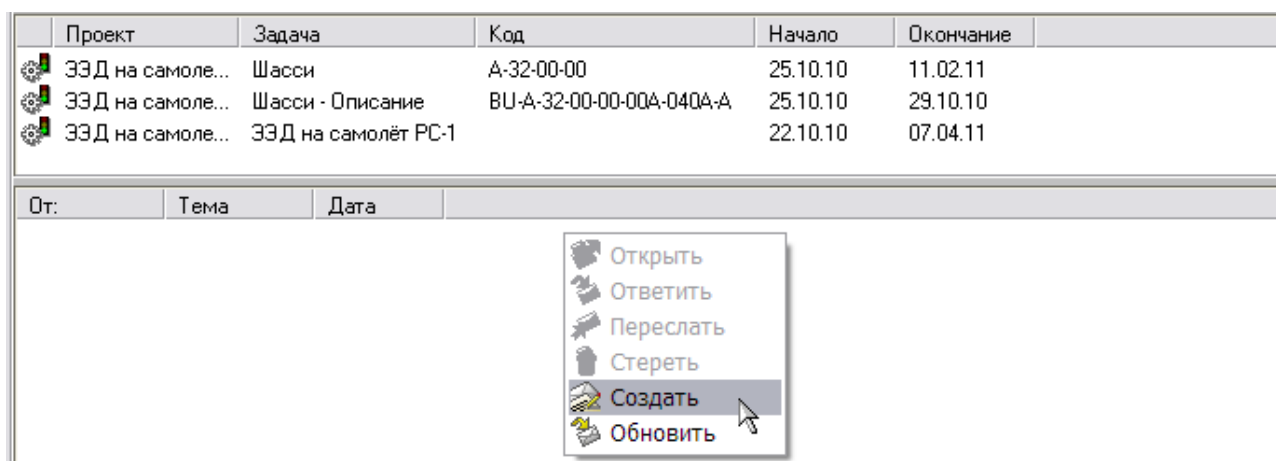 Проект Задача Код Начало Окончание
ЭЭД на самоле... Шасси A-32-00-00 25.10.10 11.02.11
ЭЭД на самоле... Шасси - Описание BU-A-32-00-00-00A-040A-A 25.10.10 29.10.10
ЭЭД на самоле... ЭЭД на самолёт РС-1 22.10.10 07.04.11
От: Тема Дата
Открыть
Ответить
Переслать
Стереть
Создать
Обновить